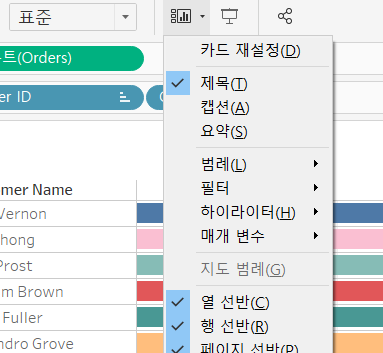 표준
트(Orders)
er ID
카드 재설정(D)
제목(T)
캡션(A)
요약(S)
범례(L)
필터
하이라이터(H)
매개 변수
지도 범례(G)
열 선반(C)
행 선반(R)
페이지 선반(P)
mer Name
Vernon
hong
Prost
m Brown
Fuller
ndro Grove